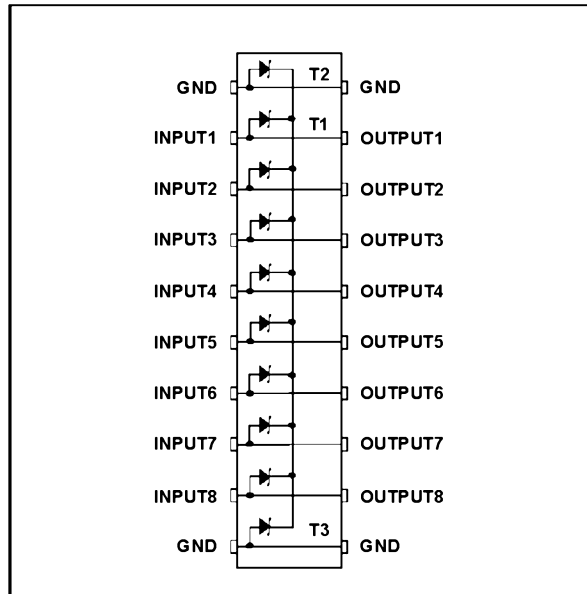 T2
GND GND
INPUT1 T1 OUTPUT1
INPUT2 OUTPUT2
INPUT3 OUTPUT3
INPUT4 OUTPUT4
INPUT5 OUTPUT5
INPUT6 OUTPUT6
INPUT7 OUTPUT7
INPUT8 OUTPUT8
T3
GND GND